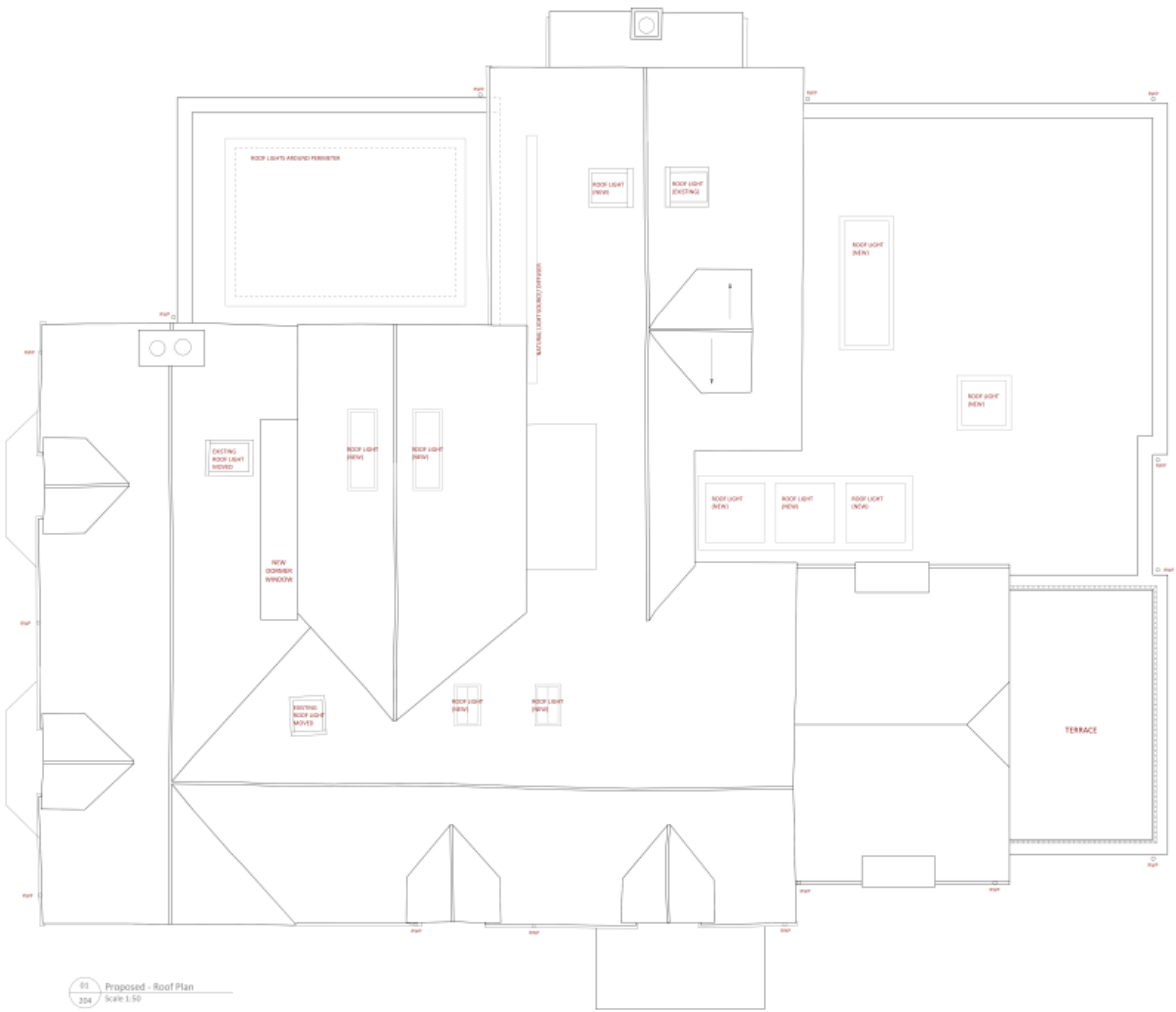 RWP
RWP
RWP
ROOF LIGHTS AROUND PERIMETER
ROOF LIGHT
(NEW)
ROOF LIGHT
(EXISTING)
ROOF LIGHT
(NEW)
NATURAL LIGHT SOURCE/ DIFFUSER
RWP
RWP
ROOF LIGHT
(NEW)
EXISTING
ROOF LIGHT
MOVED
ROOF LIGHT
(NEW)
ROOF LIGHT
(NEW)
RWP
ROOF LIGHT
(NEW)
ROOF LIGHT
(NEW)
ROOF LIGHT
(NEW)
NEW
DORMER
WINDOW
RWP
RWP
EXISTING
ROOF LIGHT
MOVED
ROOF LIGHT
(NEW)
ROOF LIGHT
(NEW)
TERRACE
RWP
RWP
RWP
RWP
RWP
RWP
RWP
01
204
Proposed - Roof Plan
Scale 1:50